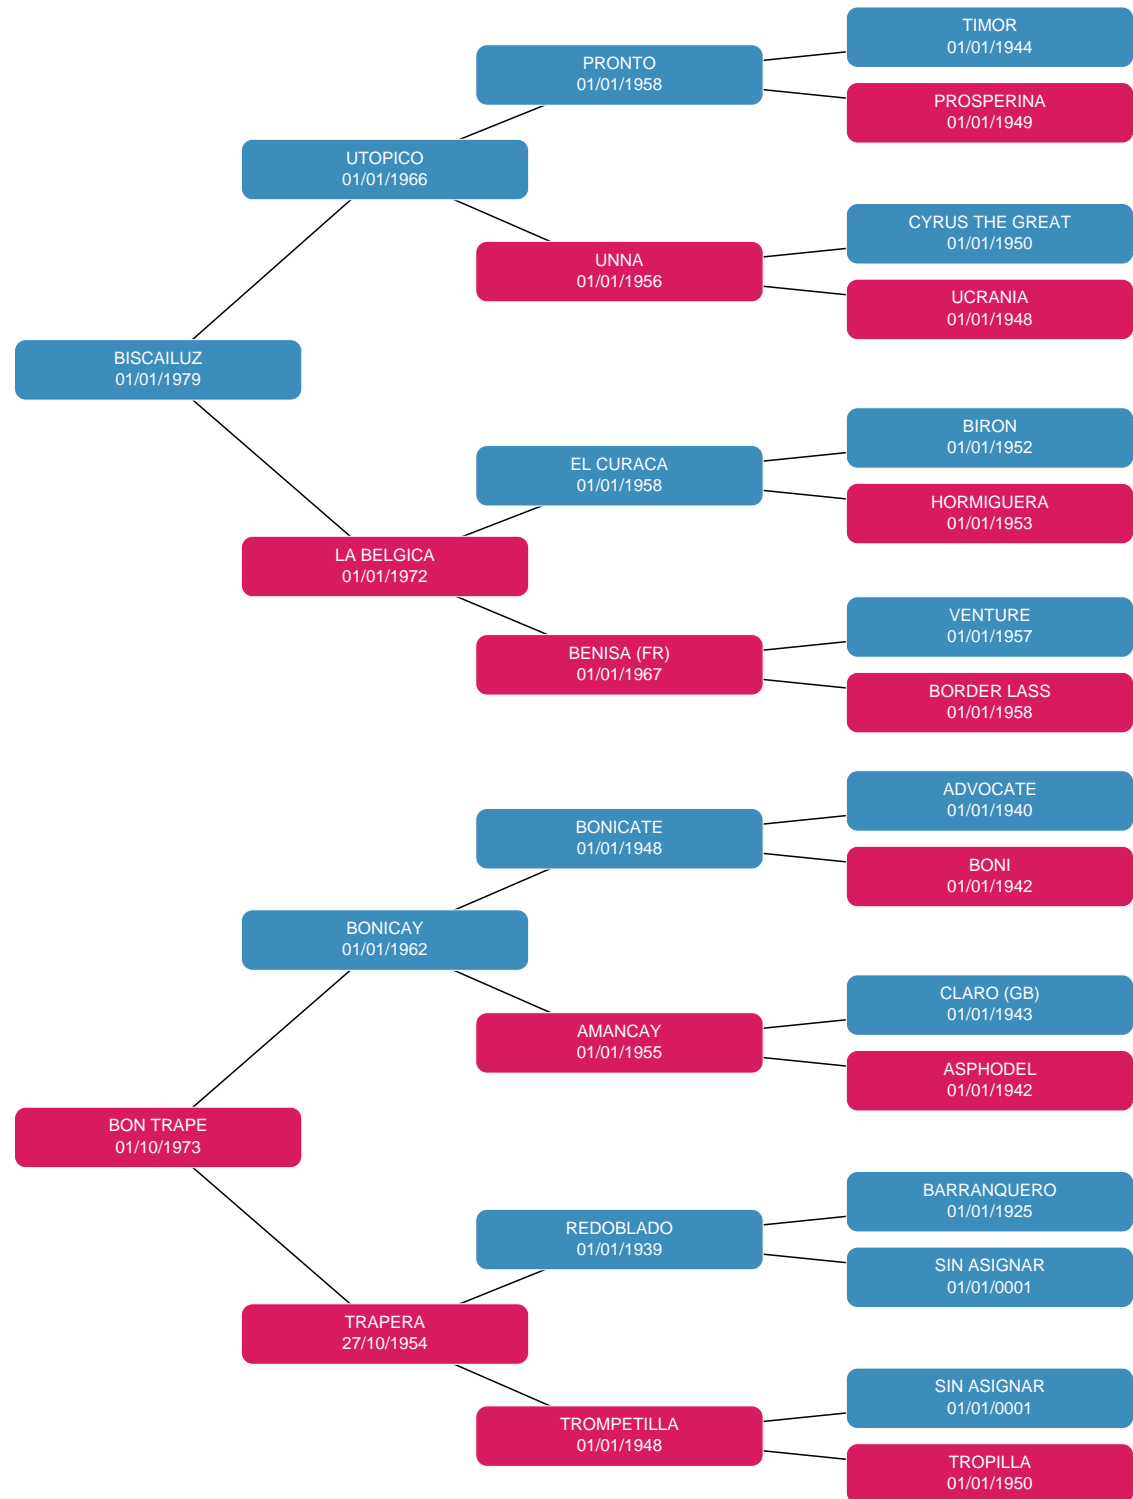 TIMOR
01/01/1944
PRONTO
01/01/1958
PROSPERINA
01/01/1949
UTOPICO
01/01/1966
CYRUS THE GREAT
01/01/1950
UNNA
01/01/1956
UCRANIA
01/01/1948
BISCAILUZ
01/01/1979
BIRON
01/01/1952
EL CURACA
01/01/1958
HORMIGUERA
01/01/1953
LA BELGICA
01/01/1972
VENTURE
01/01/1957
BENISA (FR)
01/01/1967
BORDER LASS
01/01/1958
ADVOCATE
01/01/1940
BONICATE
01/01/1948
BONI
01/01/1942
BONICAY
01/01/1962
CLARO (GB)
01/01/1943
AMANCAY
01/01/1955
ASPHODEL
01/01/1942
BON TRAPE
01/10/1973
BARRANQUERO
01/01/1925
REDOBLADO
01/01/1939
SIN ASIGNAR
01/01/0001
TRAPERA
27/10/1954
SIN ASIGNAR
01/01/0001
TROMPETILLA
01/01/1948
TROPILLA
01/01/1950